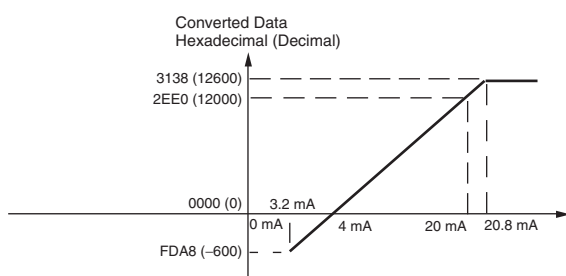 Converted Data
Hexadecimal (Decimal)
3138 (12600)
2EE0 (12000)
0000 (0)
3.2 mA
0 mA
4 mA
20 mA
20.8 mA
FDA8 (−600)